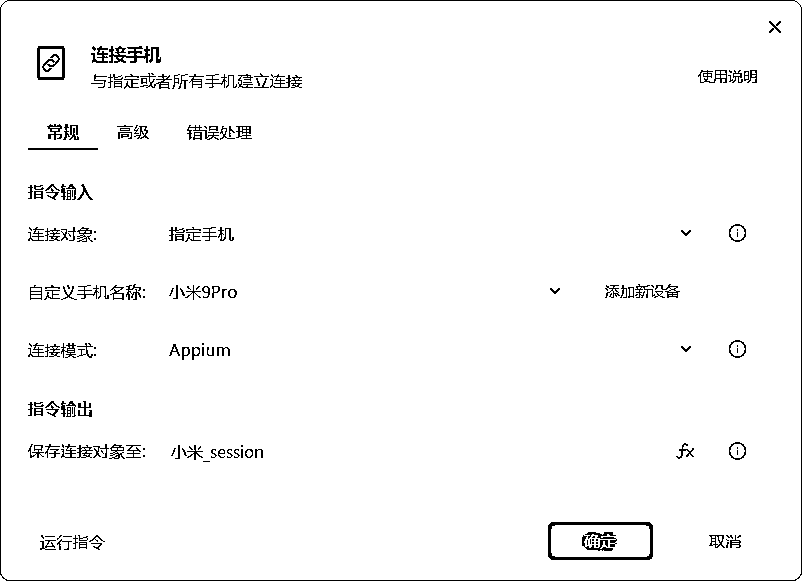 连接手机
与指定或者所有手机建立连接
使用说明
常规 高级 错误处理
指令输入
连接对象: 指定手机
自定义手机名称: 小米9Pro 添加新设备
连接模式: Appium
指令输出
保存连接对象至: 小米_session fx
运行指令 确定 取消